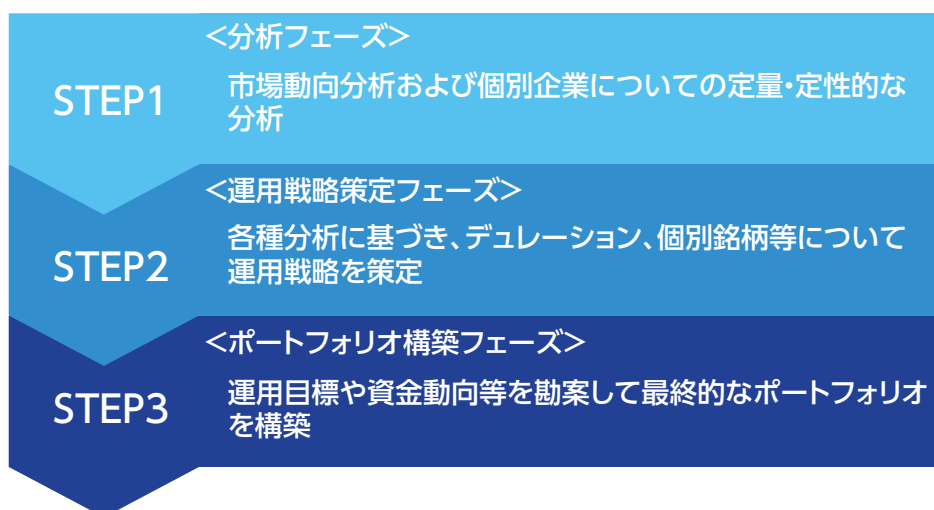 <分析フェーズ>
STEP1
市場動向分析および個別企業についての定量・定性的な
分析
<運用戦略策定フェーズ>
STEP2
各種分析に基づき、デュレーション、個別銘柄等について
運用戦略を策定
<ポートフォリオ構築フェーズ>
STEP3
運用目標や資金動向等を勘案して最終的なポートフォリオ
を構築